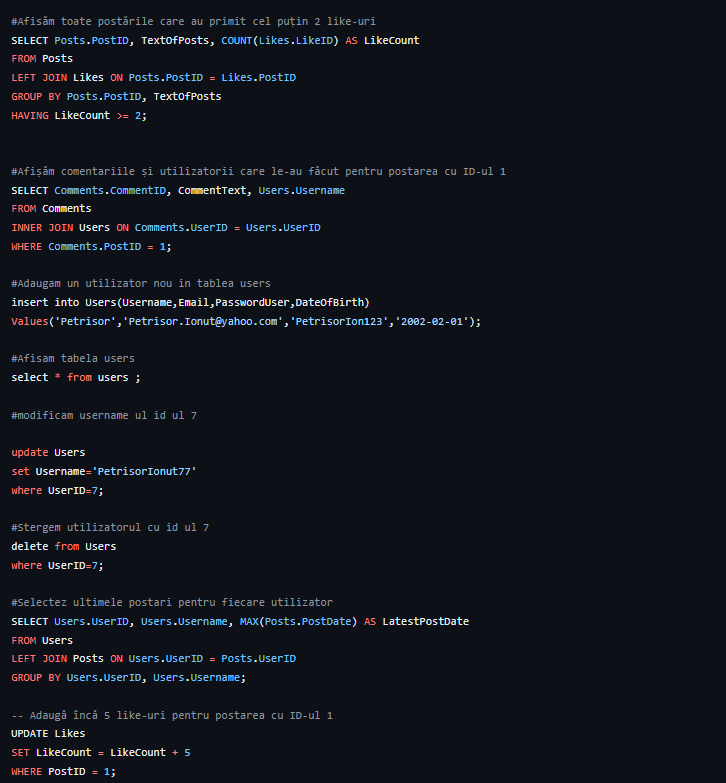 #Afisăm toate postările care au primit cel puțin 2 like-uri
SELECT Posts.PostID, TextOfPosts, COUNT(Likes.LikeID) AS LikeCount
FROM Posts
LEFT JOIN Likes ON Posts.PostID = Likes.PostID
GROUP BY Posts.PostID, TextOfPosts
HAVING LikeCount >= 2;
#Afișăm comentariile și utilizatorii care le-au făcut pentru postarea cu ID-ul 1
SELECT Comments.CommentID, CommentText, Users.Username
FROM Comments
INNER JOIN Users ON Comments.UserID = Users.UserID
WHERE Comments.PostID = 1;
#Adaugam un utilizator nou in tablea users
insert into Users(Username,Email,PasswordUser,DateOfBirth)
Values('Petrisor','Petrisor.Ionut@yahoo.com','PetrisorIon123','2002-02-01');
#Afisam tabela users
select * from users ;
#modificam username ul id ul 7
update Users
set Username='PetrisorIonut77'
where UserID=7;
#Stergem utilizatorul cu id ul 7
delete from Users
where UserID=7;
#Selectez ultimele postari pentru fiecare utilizator
SELECT Users.UserID, Users.Username, MAX(Posts.PostDate) AS LatestPostDate
FROM Users
LEFT JOIN Posts ON Users.UserID = Posts.UserID
GROUP BY Users.UserID, Users.Username;
-- Adaugă încă 5 like-uri pentru postarea cu ID-ul 1
UPDATE Likes
SET LikeCount = LikeCount + 5
WHERE PostID = 1;